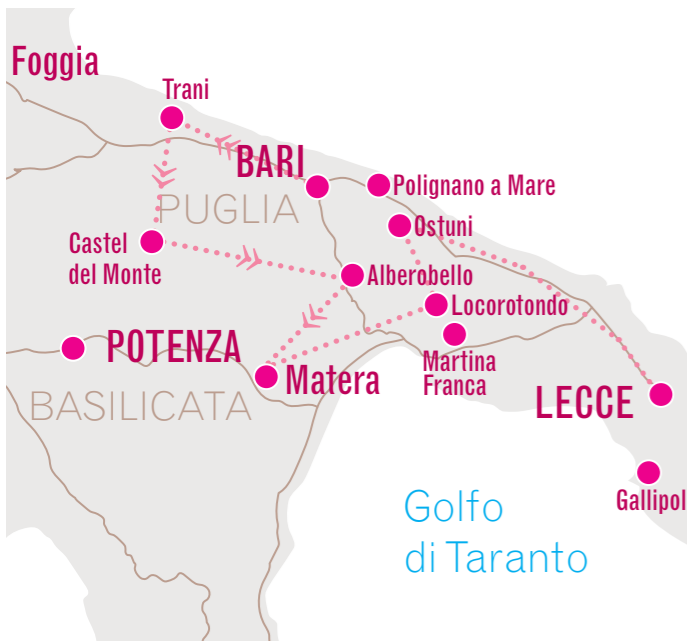 Foggia
Trani
BARI
Polignano a Mare
PUGLIA
Ostuni
Castel
del Monte
Alberobello
Locorotondo
POTENZA
Martina
Franca
Matera
BASILICATA
LECCE
Gallipol
Golfo
di Taranto